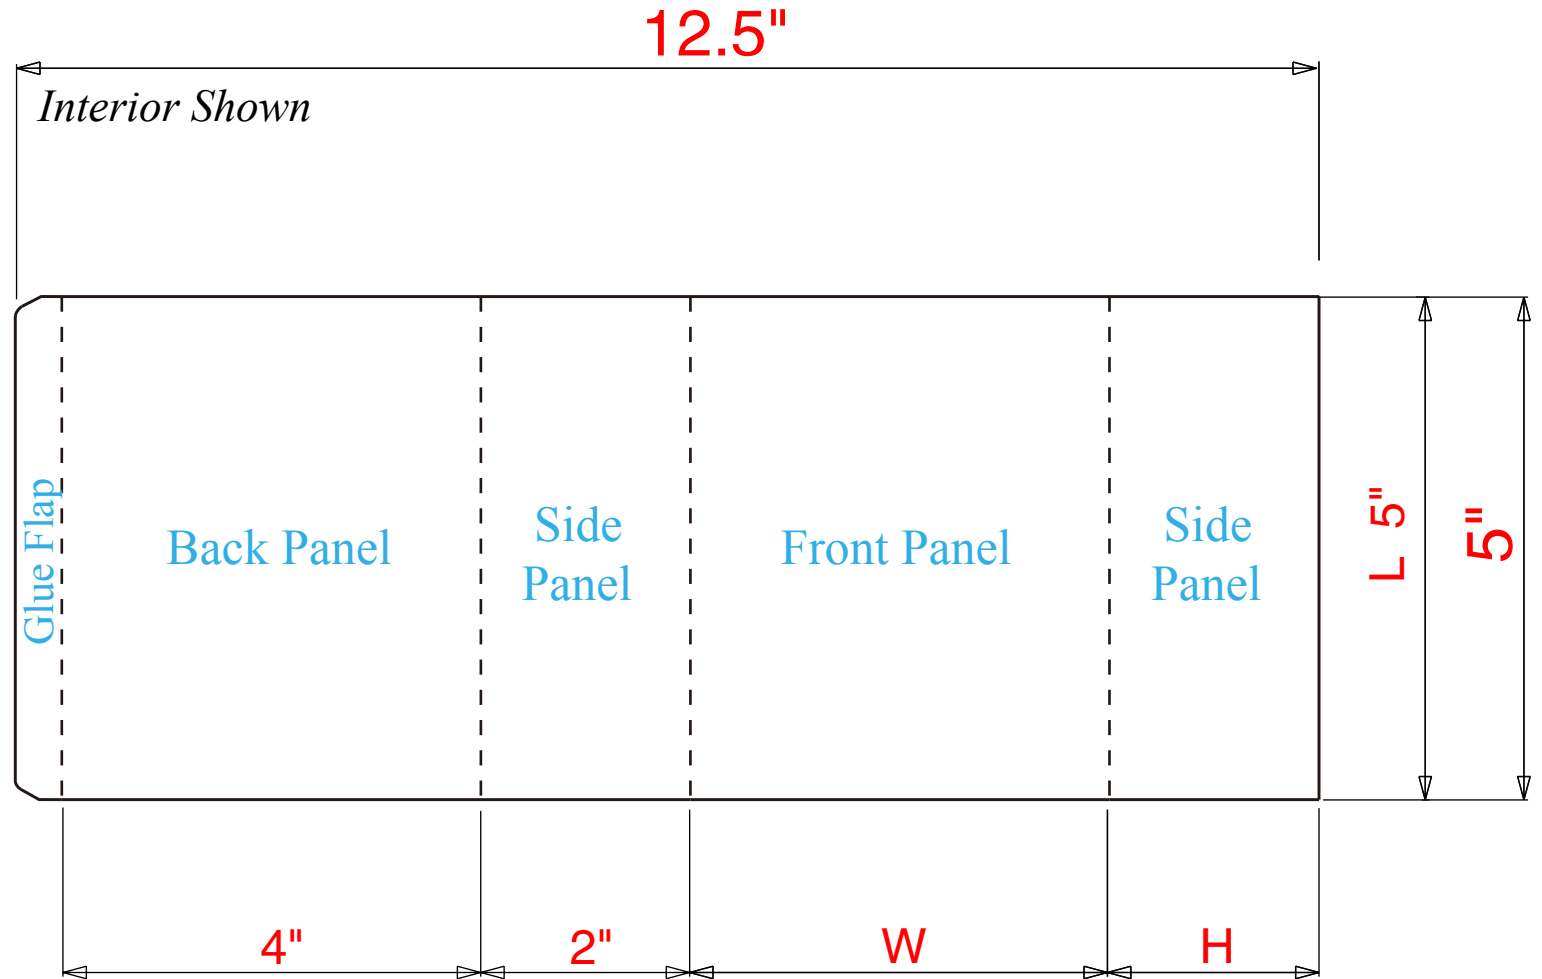 12.5"
Interior Shown
Glue Flap
Back Panel
Side
Panel
Front Panel
Side
Panel
L 5"
5"
4"
2"
W
H